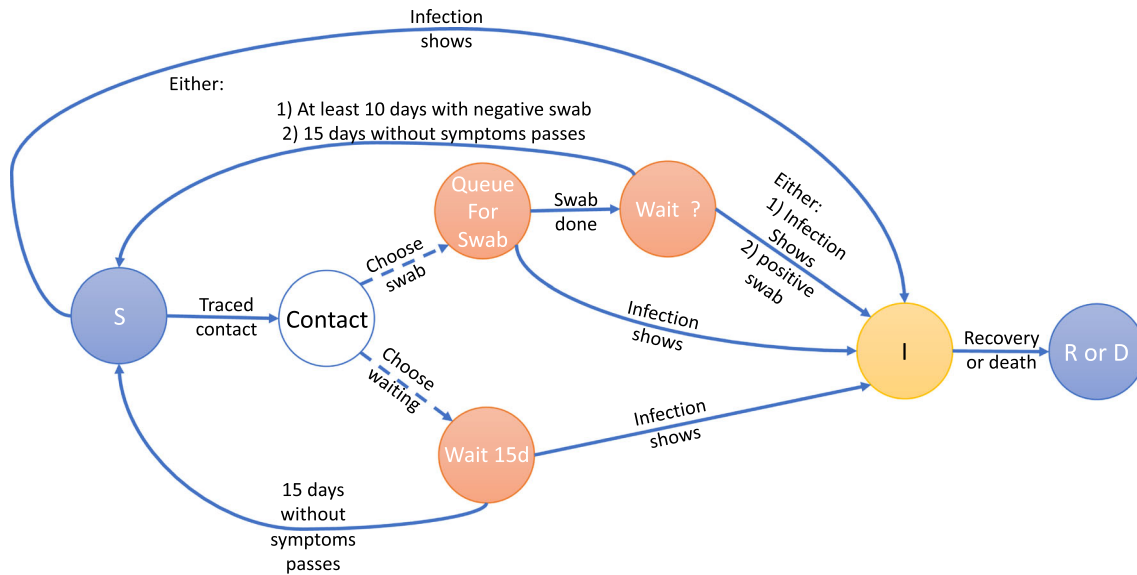 Infection
shows
Either:
1) At least 10 days with negative swab
2) 15 days without symptoms passes
Queue
For
Swab
Swab
done
Wait ?
Either:
1) Infection
Shows
2) positive
swab
Choose
swab
S
Traced
contact
Contact
Infection
shows
I
Recovery
or death
R or D
Choose
waiting
Wait 15d
Infection
shows
15 days
without
symptoms
passes